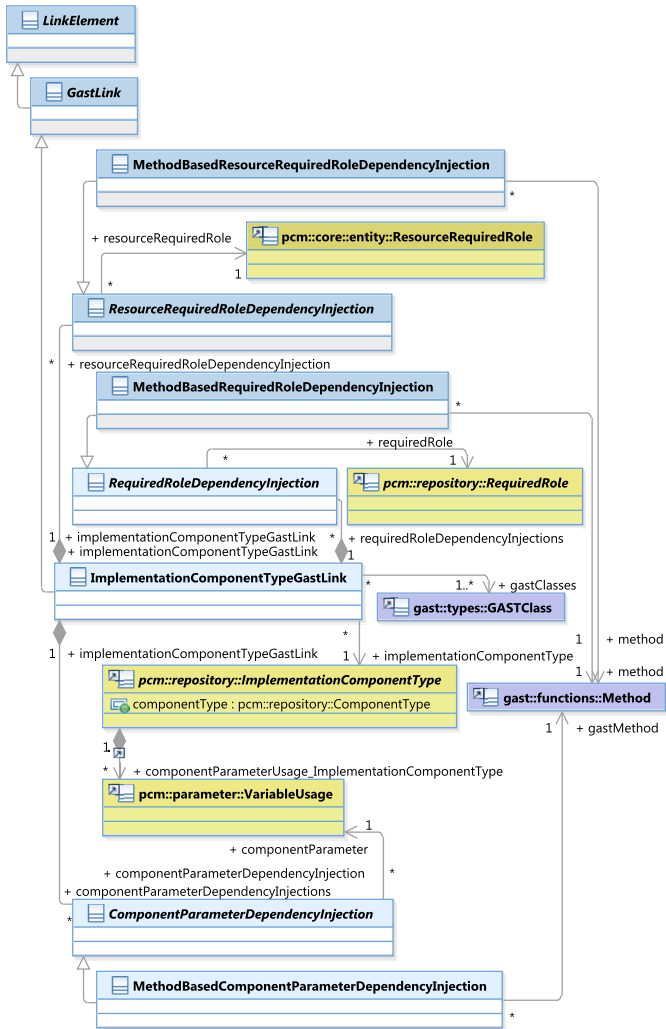 LinkElement
GastLink
MethodBasedResourceRequiredRoleDependencyInjection
*
+ resourceRequiredRole
pcm::core::entity::ResourceRequiredRole
1
*
ResourceRequiredRoleDependencyInjection
* + resourceRequiredRoleDependencyInjection
MethodBasedRequiredRoleDependencyInjection
*
+ requiredRole
* 1
RequiredRoleDependencyInjection
pcm::repository::RequiredRole
1 + implementationComponentTypeGastLink
* + requiredRoleDependencyInjections
+ implementationComponentTypeGastLink
1
ImplementationComponentTypeGastLink
*
1..* + gastClasses
gast::types::GASTClass
*
1 + method
1 + implementationComponentTypeGastLink
1 + implementationComponentType
1 + method
pcm::repository::ImplementationComponentType
componentType : pcm::repository::ComponentType
gast::functions::Method
1 + gastMethod
1
* + componentParameterUsage_ImplementationComponentType
pcm::parameter::VariableUsage
1
+ componentParameter
+ componentParameterDependencyInjection
*
+ componentParameterDependencyInjections
*
ComponentParameterDependencyInjection
MethodBasedComponentParameterDependencyInjection
*